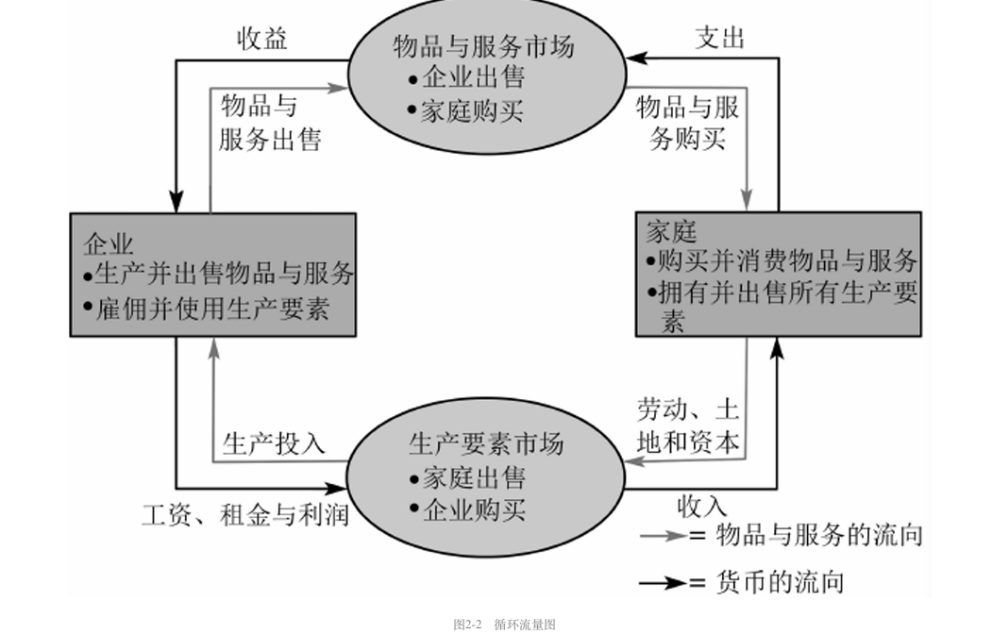 收益
物品与服务市场
●企业出售
●家庭购买
支出
物品与
服务出售
物品与服
务购买
企业
●生产并出售物品与服务
●雇佣并使用生产要素
家庭
●购买并消费物品与服务
●拥有并出售所有生产要
素
生产投入
生产要素市场
●家庭出售
●企业购买
劳动、土
地和资本
工资、租金与利润
收入
= 物品与服务的流向
= 货币的流向
图2-2 循环流量图